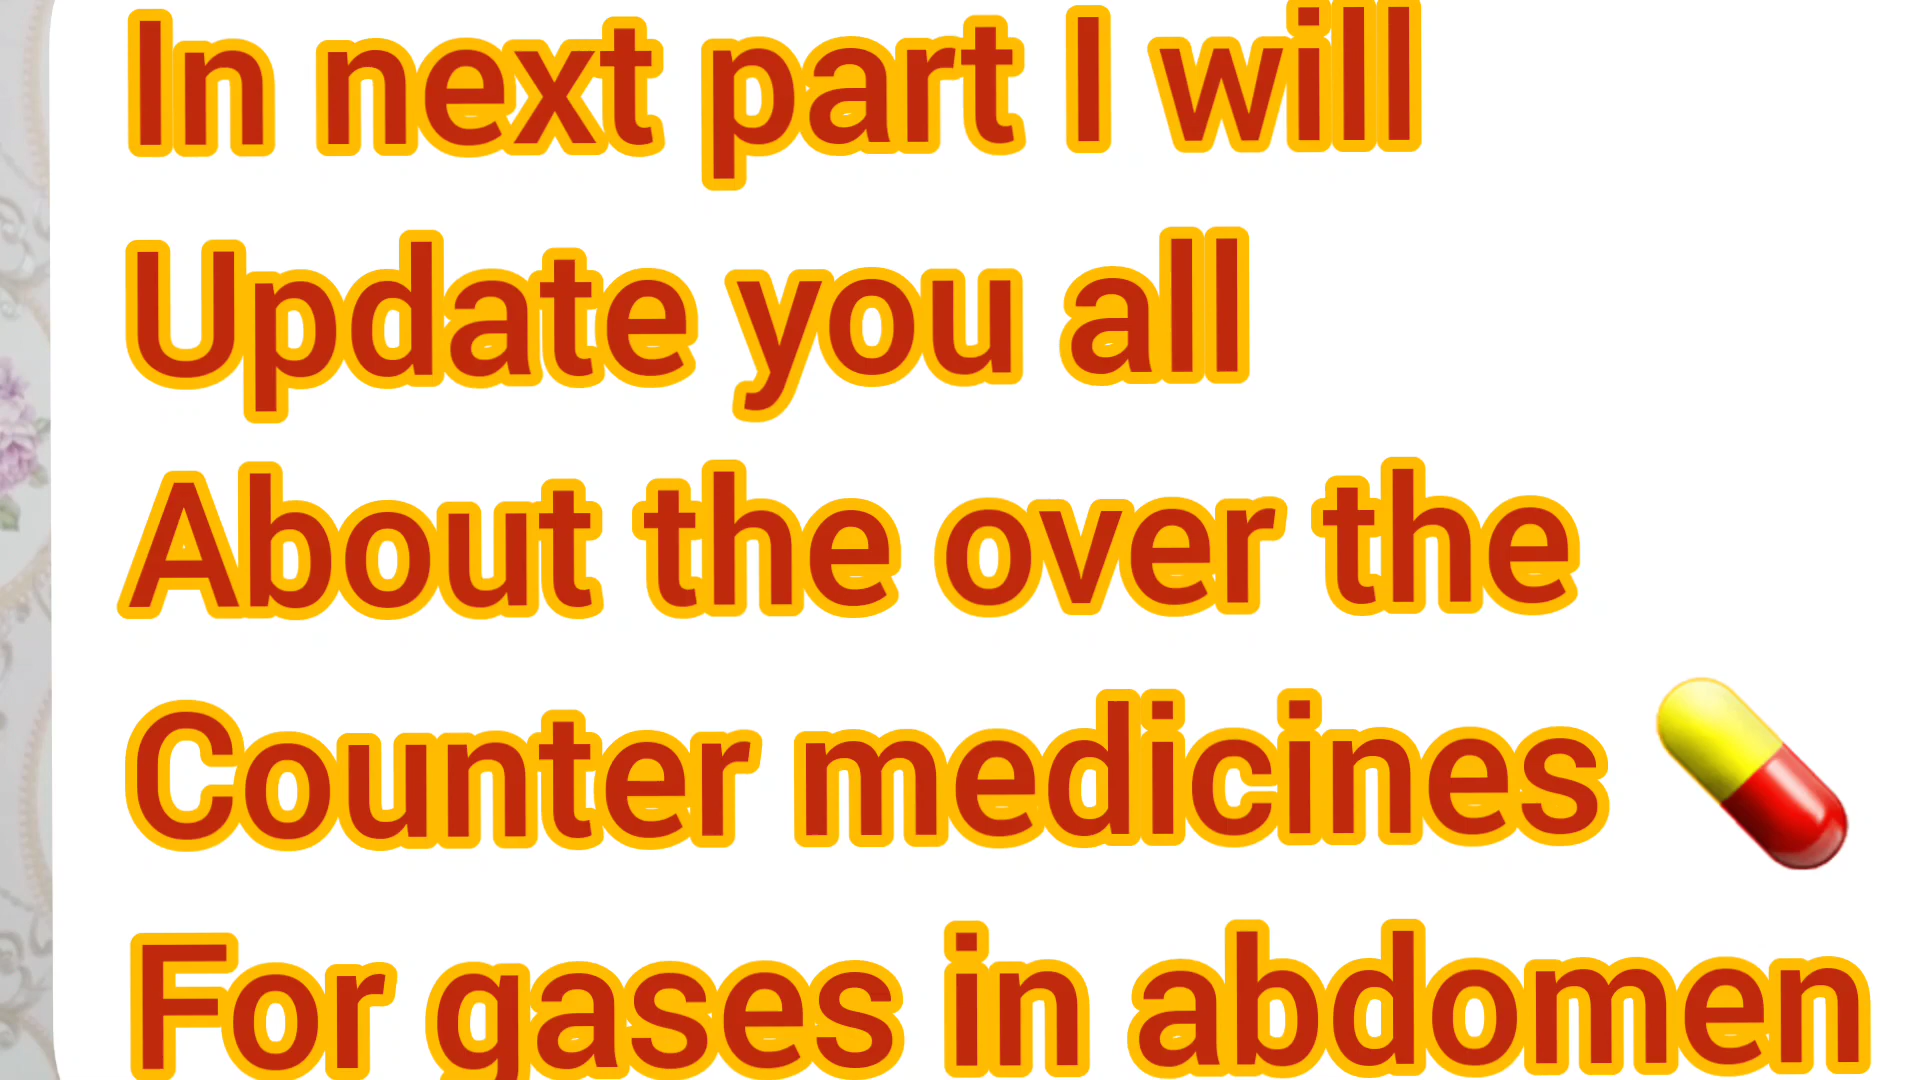 In next part I will
Update you all
About the over the
Counter medicines 💊
For gases in abdomen